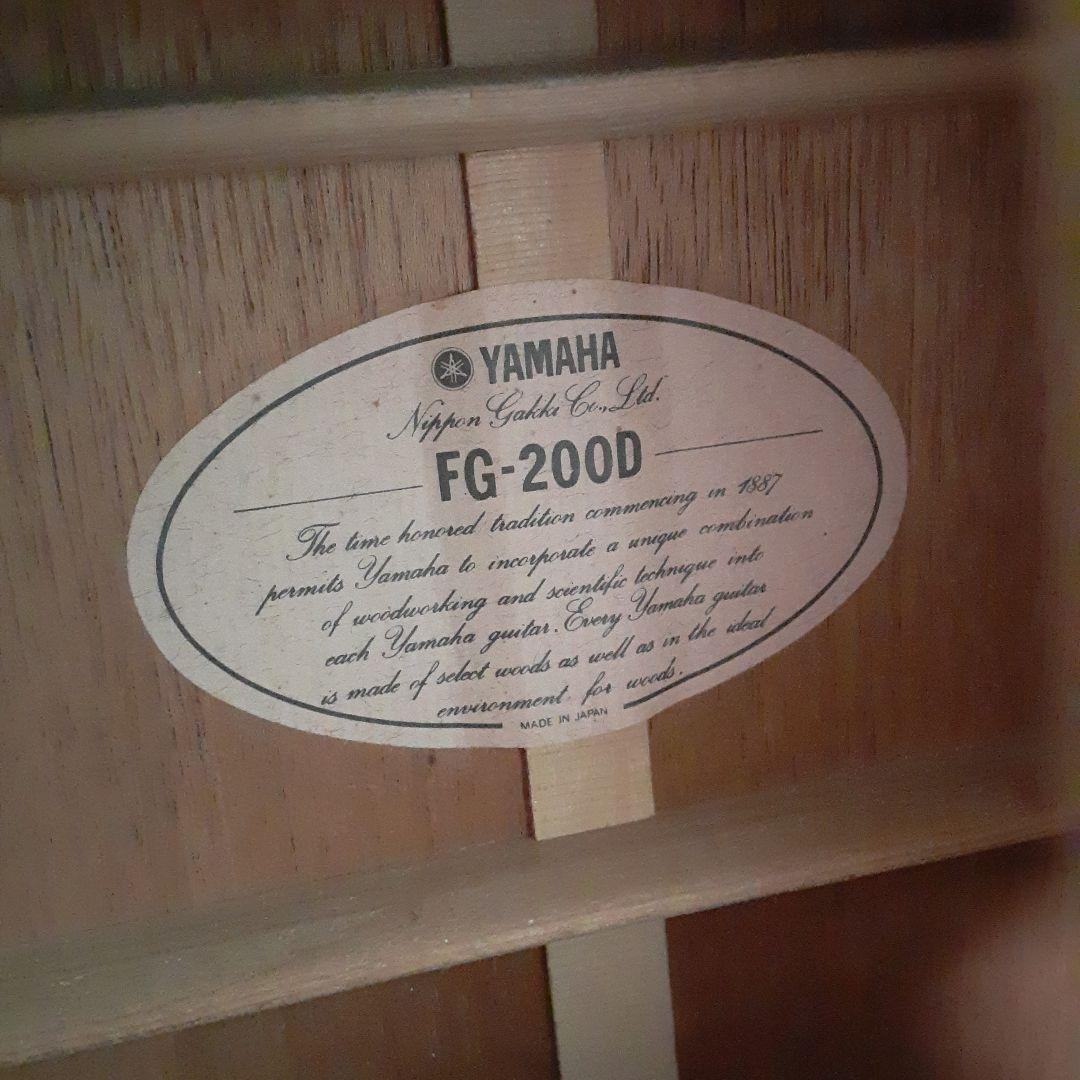 YAMAHA
Nippon Gakki Co., Ltd.
FG-200D
The time honored tradition commencing in 1887
permits Yamaha to incorporate a unique combination
of woodworking and scientific technique into
each Yamaha guitar. Every Yamaha guitar
is made of select woods as well as in the ideal
environment for woods.
MADE IN JAPAN